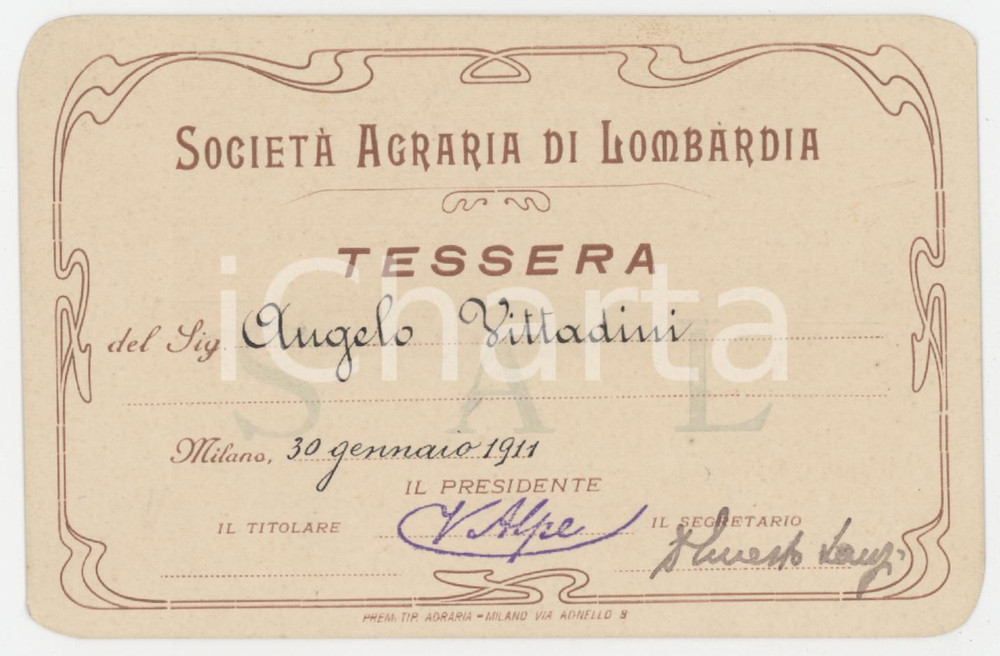 SOCIETÀ AGRARIA DI LOMBARDIA
TESSERA
iCharta
del Sig. Angelo Vittadini
S A L
Milano, 30 gennaio 1911
IL PRESIDENTE
IL TITOLARE
V. Alpe
IL SEGRETARIO
PREM. TIP. AGRARIA - MILANO VIA AGNELLO 9